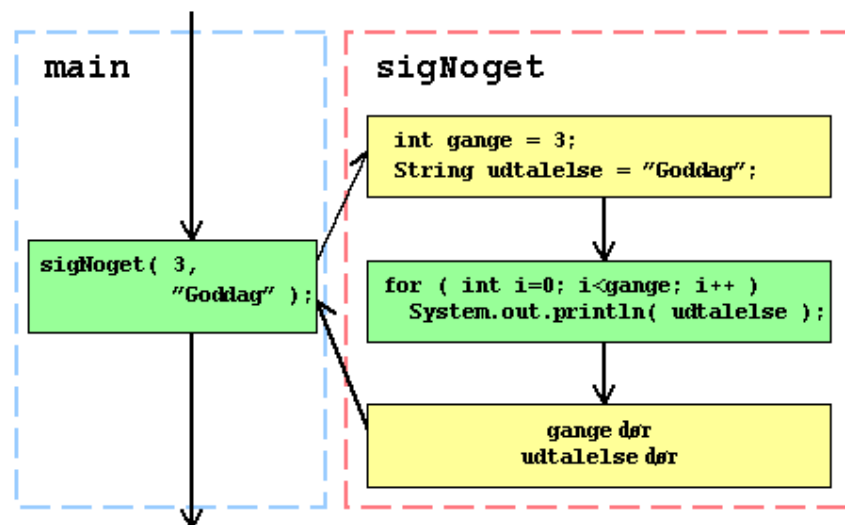 main
sigNoget( 3,
"Goddag" );
sigNoget
int gange = 3;
String udtalelse = "Goddag";
for ( int i=0; i<gange; i++ )
System.out.println( udtalelse );
gange dør
udtalelse dør